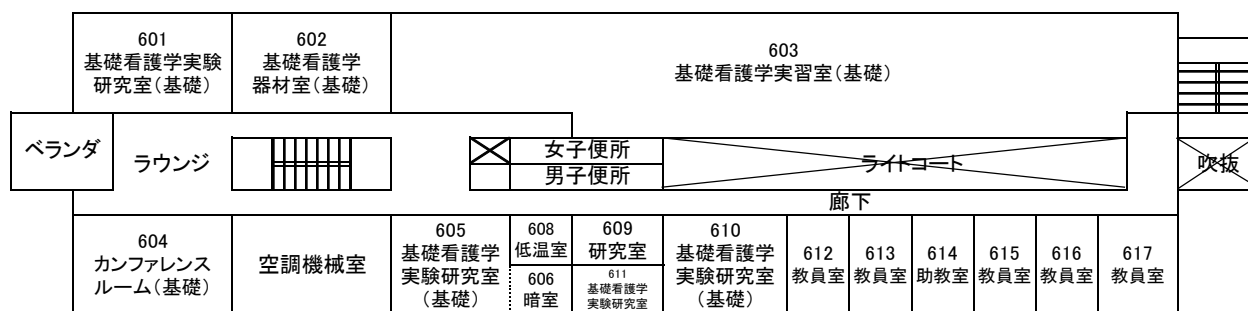 601
基礎看護学実験
研究室(基礎)
602
基礎看護学
器材室(基礎)
603
基礎看護学実習室(基礎)
ベランダ
ラウンジ
女子便所
男子便所
ライトコート
吹抜
廊下
604
カンファレンス
ルーム(基礎)
空調機械室
605
基礎看護学
実験研究室
(基礎)
608
低温室
606
暗室
609
研究室
611
基礎看護学
実験研究室
610
基礎看護学
実験研究室
(基礎)
612
教員室
613
教員室
614
助教室
615
教員室
616
教員室
617
教員室